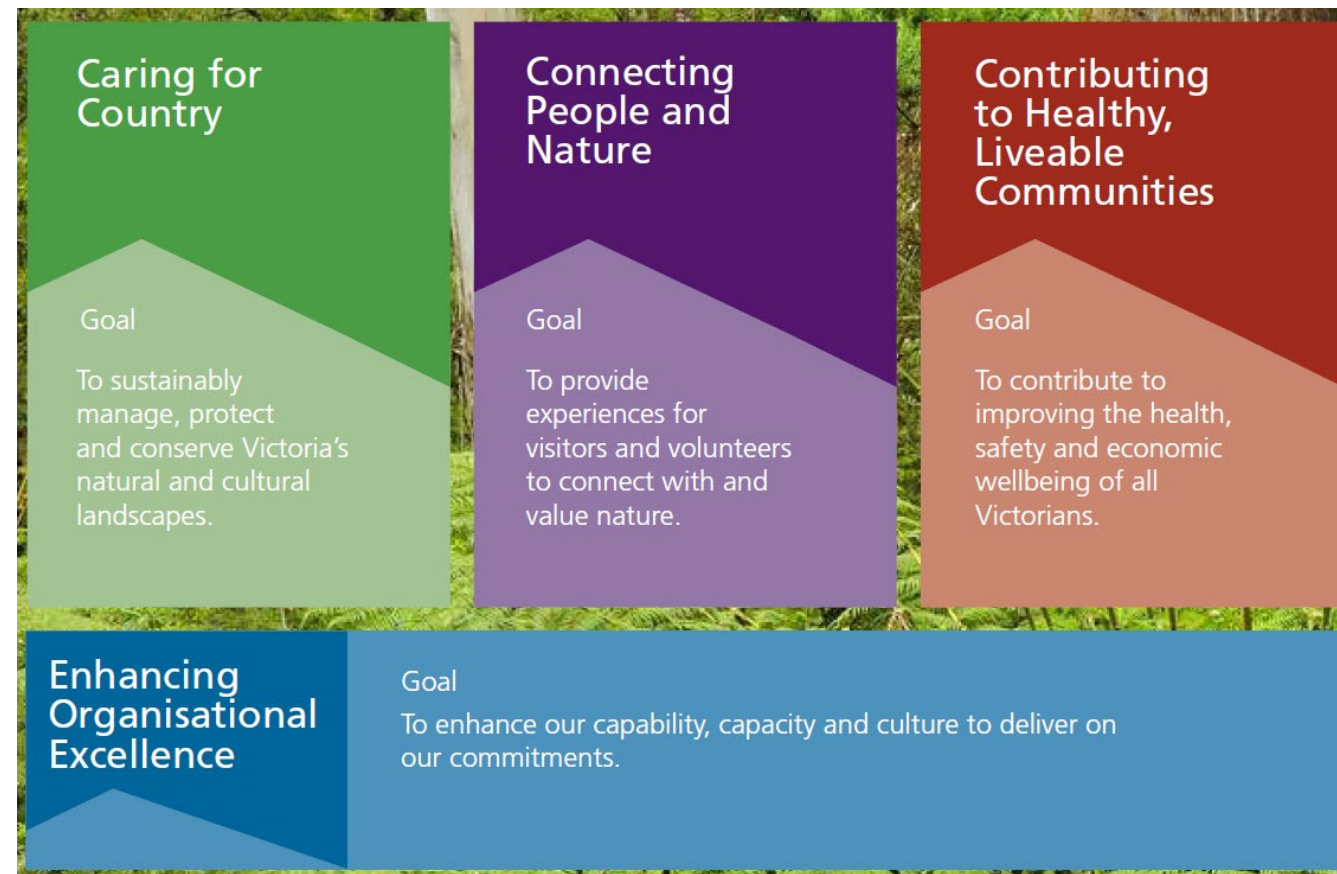 Caring for
Country
Goal
To sustainably
manage, protect
and conserve Victoria’s
natural and cultural
landscapes.
Connecting
People and
Nature
Goal
To provide
experiences for
visitors and volunteers
to connect with and
value nature.
Contributing
to Healthy,
Liveable
Communities
Goal
To contribute to
improving the health,
safety and economic
wellbeing of all
Victorians.
Enhancing
Organisational
Excellence
Goal
To enhance our capability, capacity and culture to deliver on
our commitments.